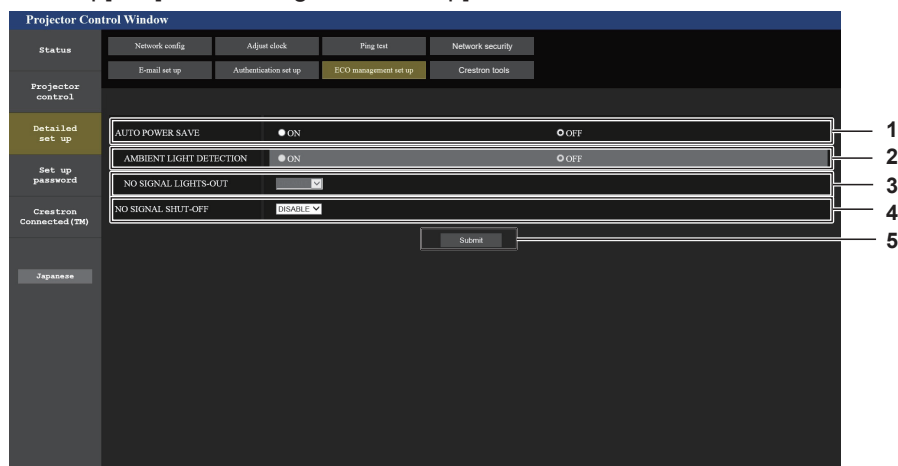 Projector Control Window
Status
Network config Adjust clock Ping test Network security
E-mail set up Authentication set up ECO management set up Crestron tools
Projector
control
Detailed
set up
Set up
password
Crestron
Connected(TM)
Japanese
AUTO POWER SAVE ON OFF 1
AMBIENT LIGHT DETECTION ON OFF 2
NO SIGNAL LIGHTS-OUT 3
NO SIGNAL SHUT-OFF DISABLE 4
Submit 5